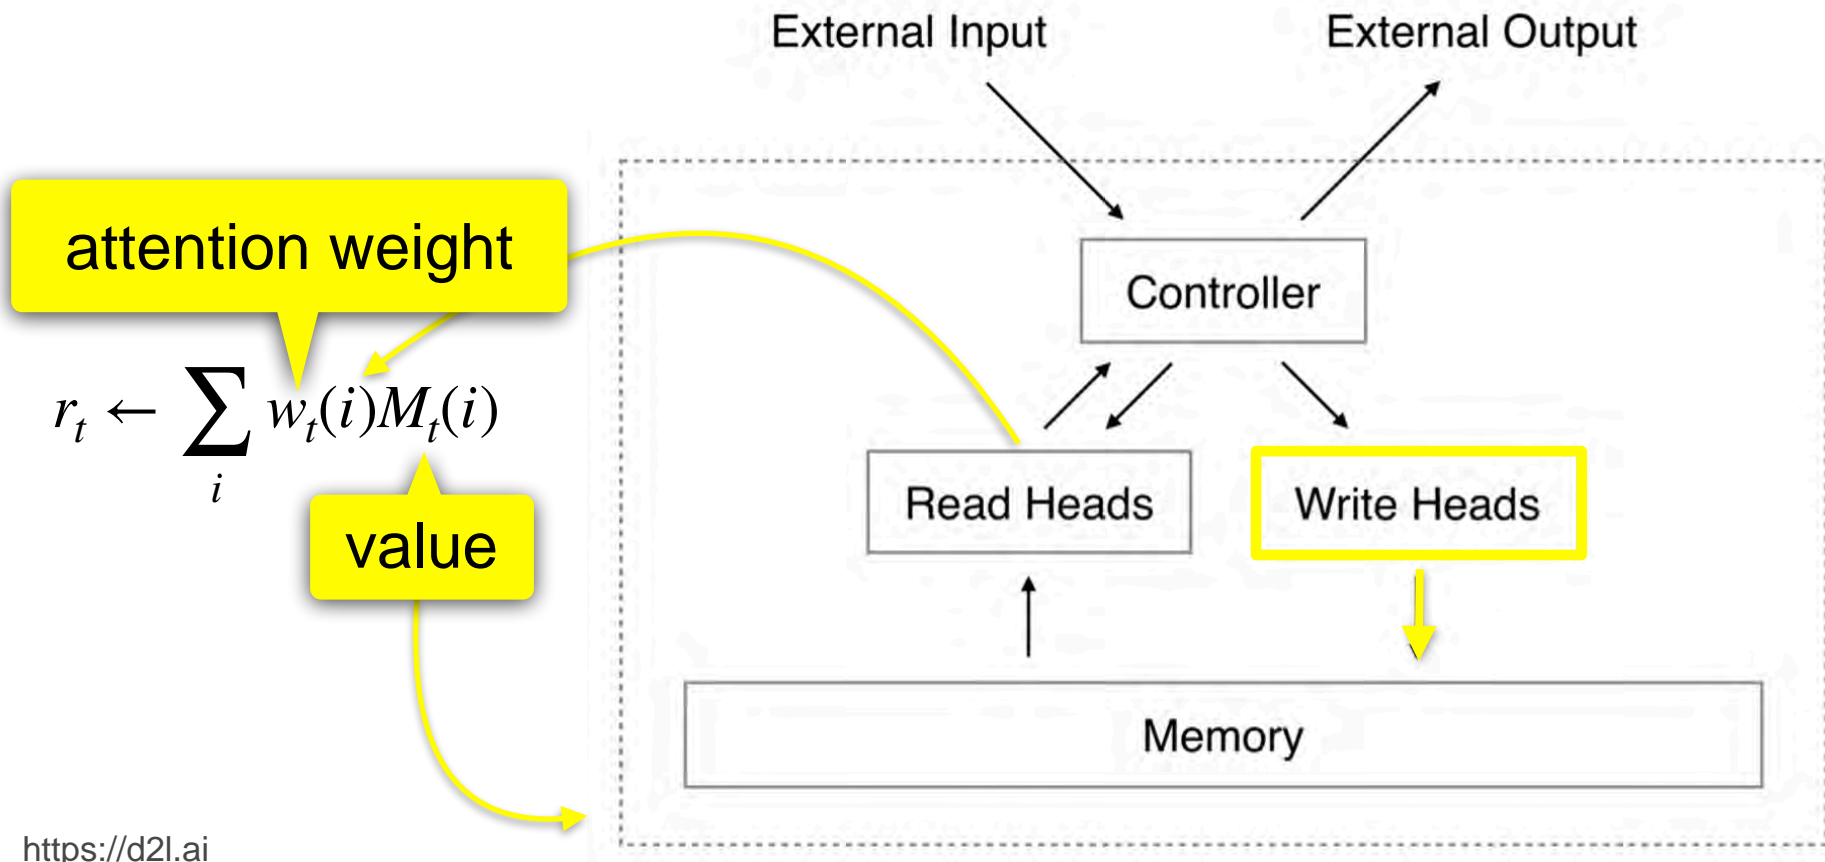 External Input
External Output
attention weight
Controller
r_t ← ∑_i w_t(i)M_t(i)
Read Heads
Write Heads
value
Memory
https://d2l.ai